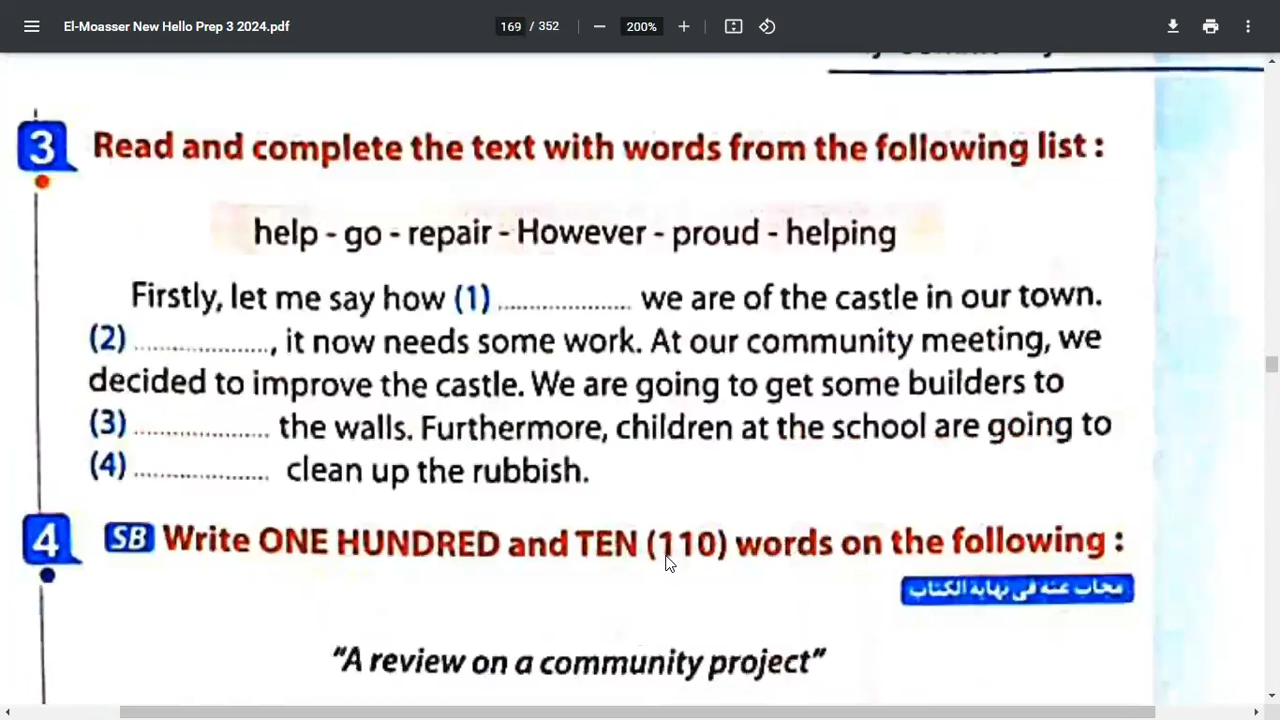 El-Moasser New Hello Prep 3 2024.pdf
169 / 352
200%
3 Read and complete the text with words from the following list :
help - go - repair - However - proud - helping
Firstly, let me say how (1) .................... we are of the castle in our town.
(2) ...................., it now needs some work. At our community meeting, we
decided to improve the castle. We are going to get some builders to
(3) .................... the walls. Furthermore, children at the school are going to
(4) .................... clean up the rubbish.
4 SB Write ONE HUNDRED and TEN (110) words on the following :
مجاب عنه في نهاية الكتاب
"A review on a community project"